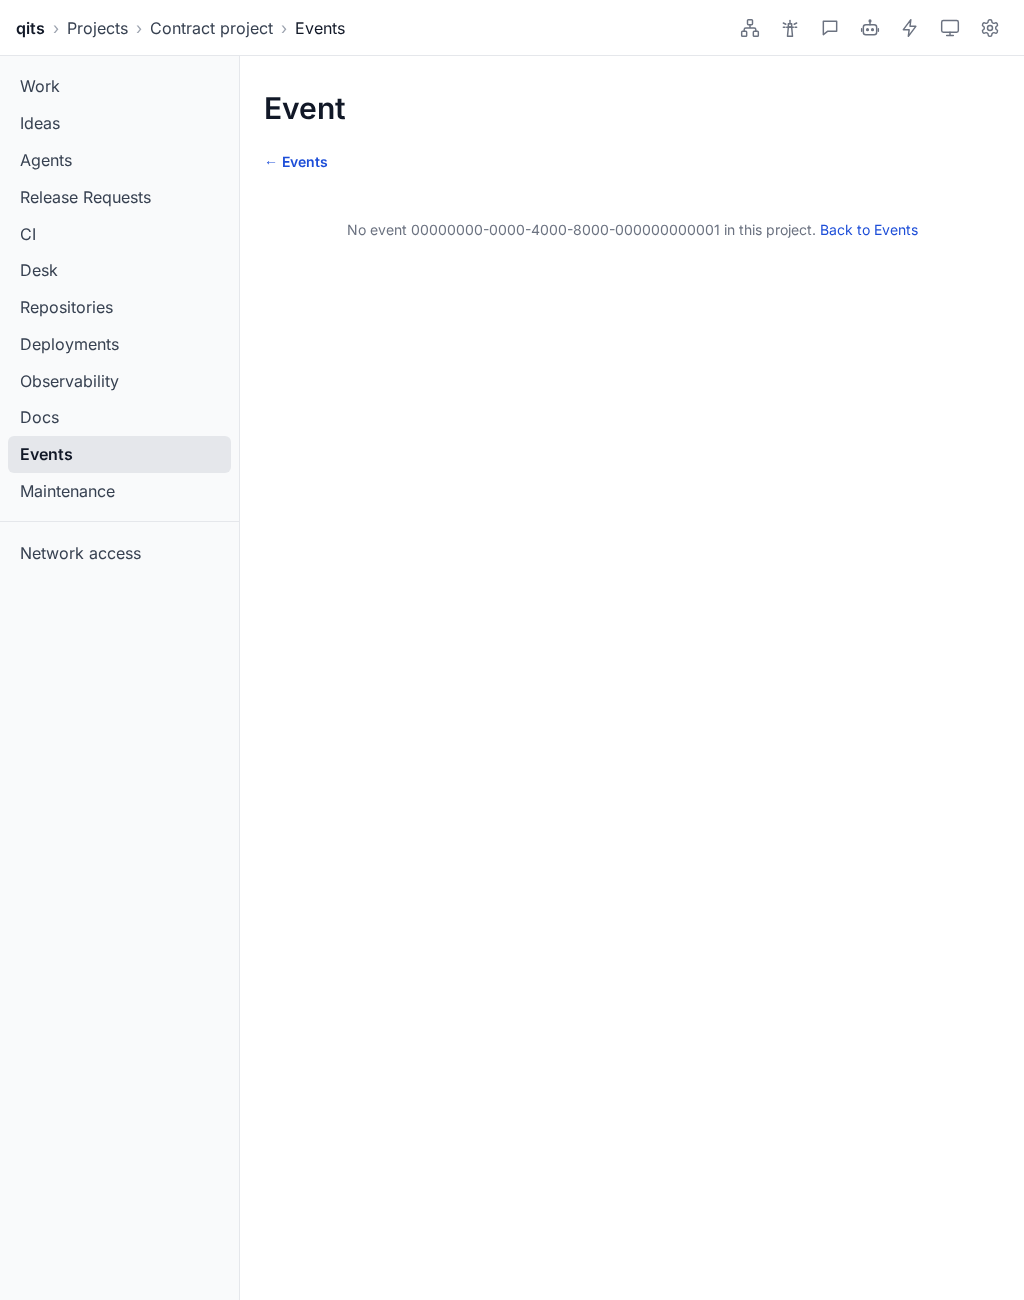 qits › Projects › Contract project › Events
Work
Ideas
Agents
Release Requests
CI
Desk
Repositories
Deployments
Observability
Docs
Events
Maintenance
Network access
Event
← Events
No event 00000000-0000-4000-8000-000000000001 in this project. Back to Events